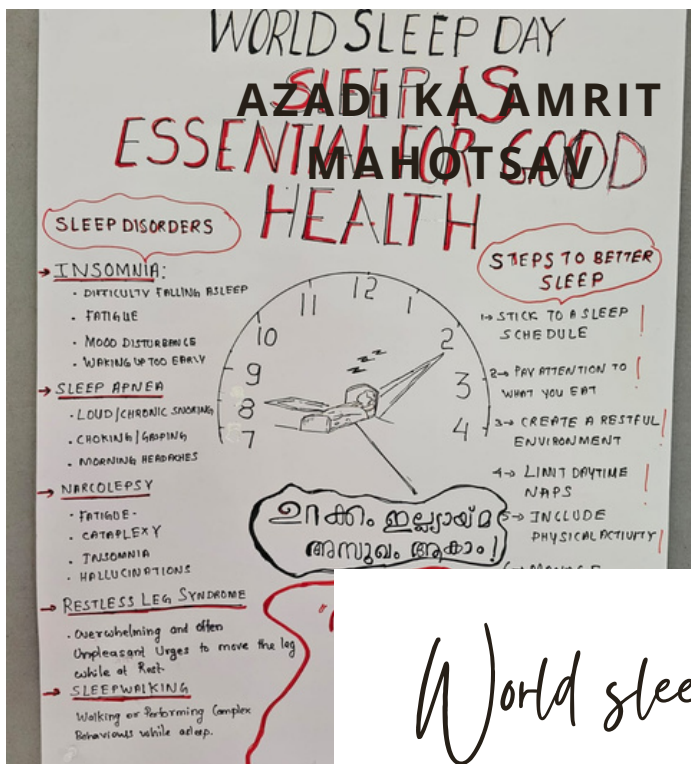 WORLD SLEEP DAY
SLEEP IS
ESSENTIAL FOR GOOD
HEALTH
AZADI KA AMRIT
MAHOTSAV
SLEEP DISORDERS
INSOMNIA:
• DIFFICULTY FALLING ASLEEP
• FATIGUE
• MOOD DISTURBANCE
• WAKING UP TOO EARLY
SLEEP APNEA
• LOUD/CHRONIC SNORING
• CHOKING/GASPING
• MORNING HEADACHES
NARCOLEPSY
• FATIGUE-
• CATAPLEXY
• INSOMNIA
• HALLUCINATIONS
RESTLESS LEG SYNDROME
• Overwhelming and often
Unpleasant Urges to move the leg
while at Rest.
SLEEPWALKING
Walking or Performing Complex
Behaviours while asleep.
7 8 9 10 11 12 1 2 3 4
z z z
ഉറക്കം ഇല്ല്യായ്മ
അസുഖം ആകാം!
STEPS TO BETTER
SLEEP
1→ STICK TO A SLEEP
SCHEDULE
2→ PAY ATTENTION TO
WHAT YOU EAT
3→ CREATE A RESTFUL
ENVIRONMENT
4→ LIMIT DAYTIME
NAPS
5→ INCLUDE
PHYSICAL ACTIVITY
World slee